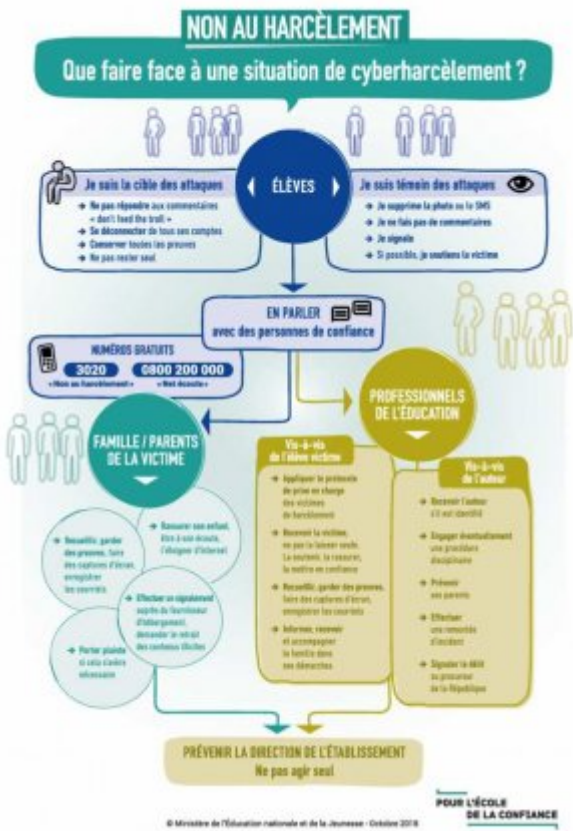 NON AU HARCÈLEMENT
Que faire face à une situation de cyberharcèlement ?
ÉLÈVES
Je suis la cible des attaques
→ Ne pas répondre aux commentaires
« don't feed the troll »
→ Se déconnecter de tous ses comptes
→ Conserver toutes les preuves
→ Ne pas rester seul
Je suis témoin des attaques
→ Je supprime la photo ou le SMS
→ Je ne fais pas de commentaires
→ Je signale
→ Si possible, je soutiens la victime
EN PARLER
avec des personnes de confiance
NUMÉROS GRATUITS
3020
0800 200 000
« Non au harcèlement »
« Net écoute »
FAMILLE / PARENTS
DE LA VICTIME
→ Rassurer son enfant,
être à son écoute,
l'éloigner d'internet
→ Recueillir, garder
des preuves, faire
des captures d'écran,
enregistrer
les courriels
→ Effectuer un signalement
auprès du fournisseur
d'hébergement,
demander le retrait
des contenus illicites
→ Porter plainte
si cela s'avère
nécessaire
PROFESSIONNELS
DE L'ÉDUCATION
Vis-à-vis
de l'élève victime
→ Appliquer le protocole
de prise en charge
des victimes
de harcèlement
→ Recevoir la victime,
ne pas la laisser seule.
La soutenir, la rassurer,
la mettre en confiance
→ Recueillir, garder des preuves,
faire des captures d'écran,
enregistrer les courriels
→ Informer, recevoir
et accompagner
la famille dans
ses démarches
Vis-à-vis
de l'auteur
→ Recevoir l'auteur
s'il est identifié
→ Engager éventuellement
une procédure
disciplinaire
→ Prévenir
ses parents
→ Effectuer
une remontée
d'incident
→ Signaler le délit
au procureur
de la République
PRÉVENIR LA DIRECTION DE L'ÉTABLISSEMENT
Ne pas agir seul
POUR L'ÉCOLE
DE LA CONFIANCE
© Ministère de l'Éducation nationale et de la Jeunesse - Octobre 2018